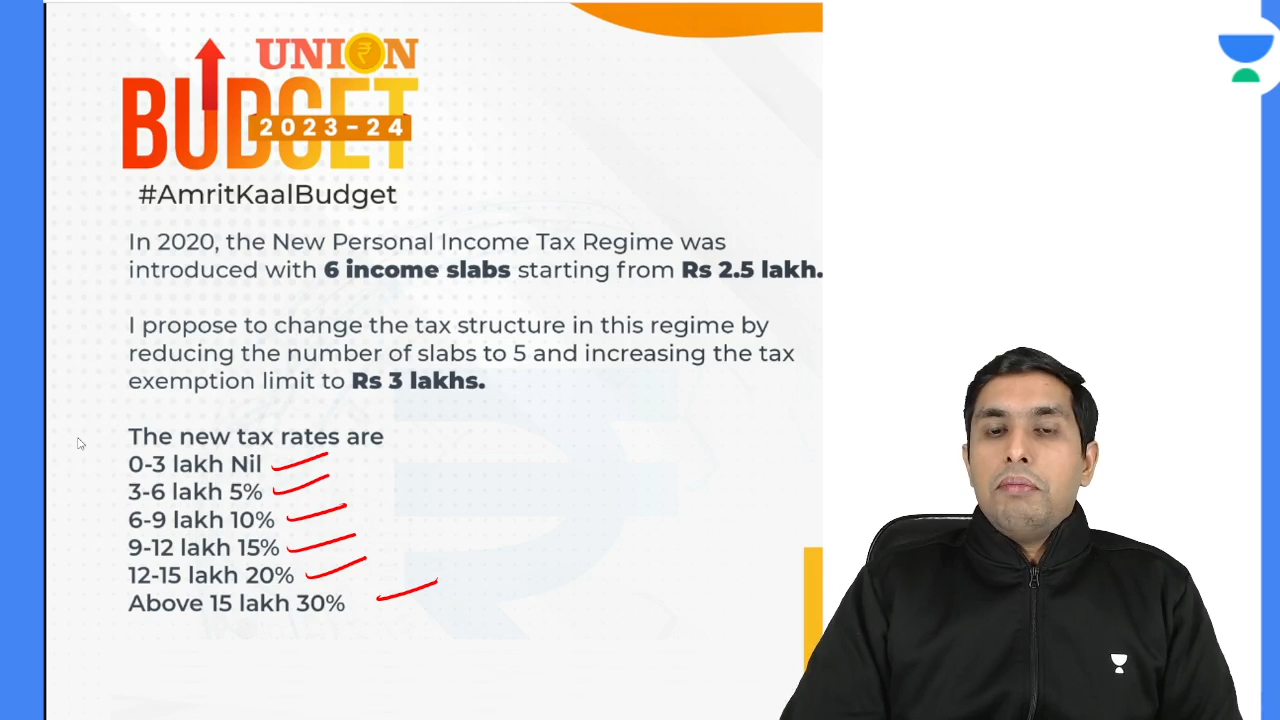 UNION
BUDGET
2023-24
#AmritKaalBudget
In 2020, the New Personal Income Tax Regime was
introduced with 6 income slabs starting from Rs 2.5 lakh.
I propose to change the tax structure in this regime by
reducing the number of slabs to 5 and increasing the tax
exemption limit to Rs 3 lakhs.
The new tax rates are
0-3 lakh Nil
3-6 lakh 5%
6-9 lakh 10%
9-12 lakh 15%
12-15 lakh 20%
Above 15 lakh 30%